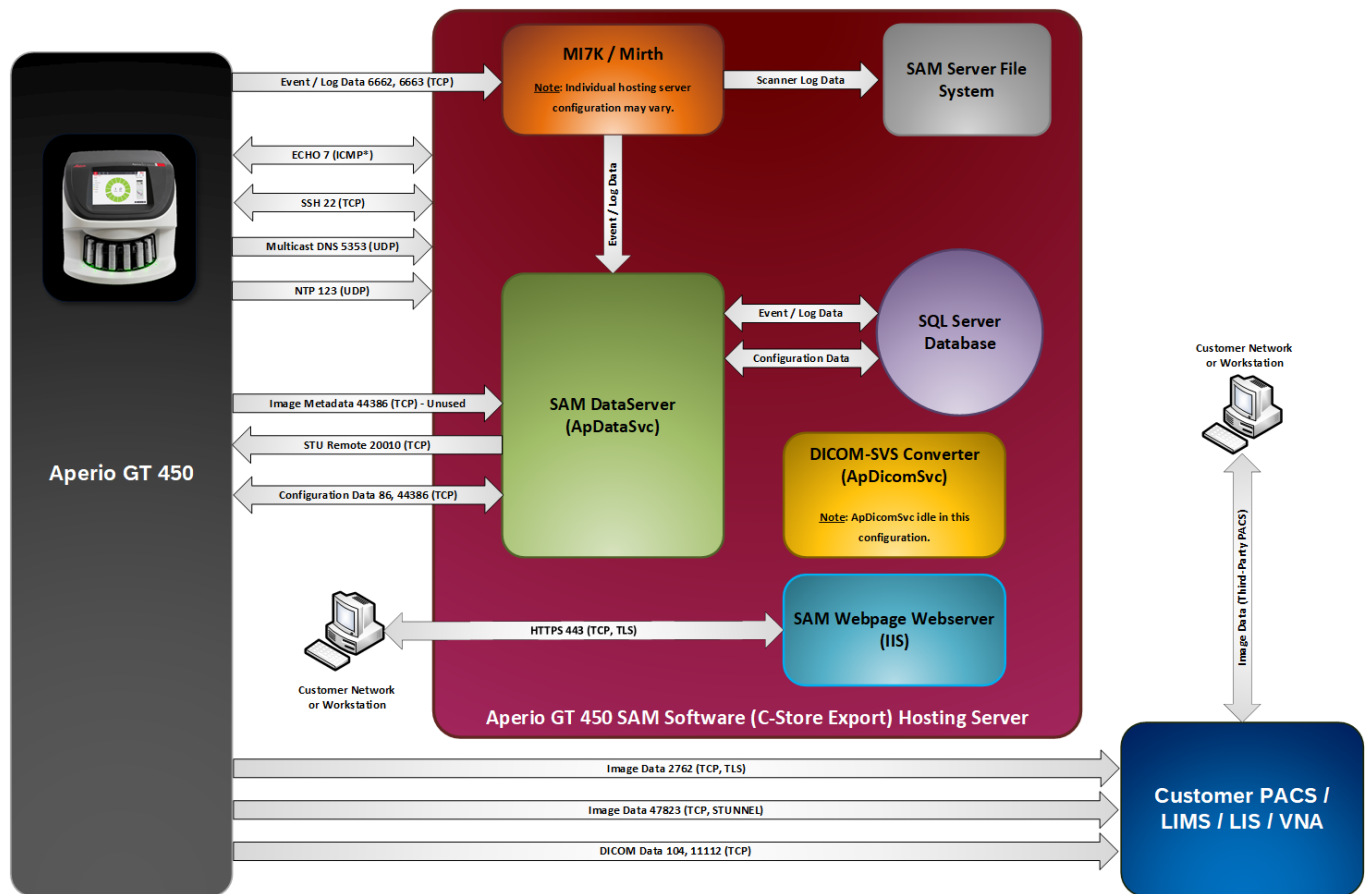 MI7K / Mirth
Note: Individual hosting server
configuration may vary.
SAM Server File
System
Event / Log Data 6662, 6663 (TCP)
Scanner Log Data
ECHO 7 (ICMP*)
SSH 22 (TCP)
Multicast DNS 5353 (UDP)
NTP 123 (UDP)
Event / Log Data
Event / Log Data
Configuration Data
SQL Server
Database
Customer Network
or Workstation
Image Metadata 44386 (TCP) - Unused
STU Remote 20010 (TCP)
Configuration Data 86, 44386 (TCP)
SAM DataServer
(ApDataSvc)
Aperio GT 450
DICOM-SVS Converter
(ApDicomSvc)
Note: ApDicomSvc idle in this
configuration.
Image Data (Third-Party PACS)
HTTPS 443 (TCP, TLS)
SAM Webpage Webserver
(IIS)
Customer Network
or Workstation
Aperio GT 450 SAM Software (C-Store Export) Hosting Server
Image Data 2762 (TCP, TLS)
Image Data 47823 (TCP, STUNNEL)
DICOM Data 104, 11112 (TCP)
Customer PACS /
LIMS / LIS / VNA